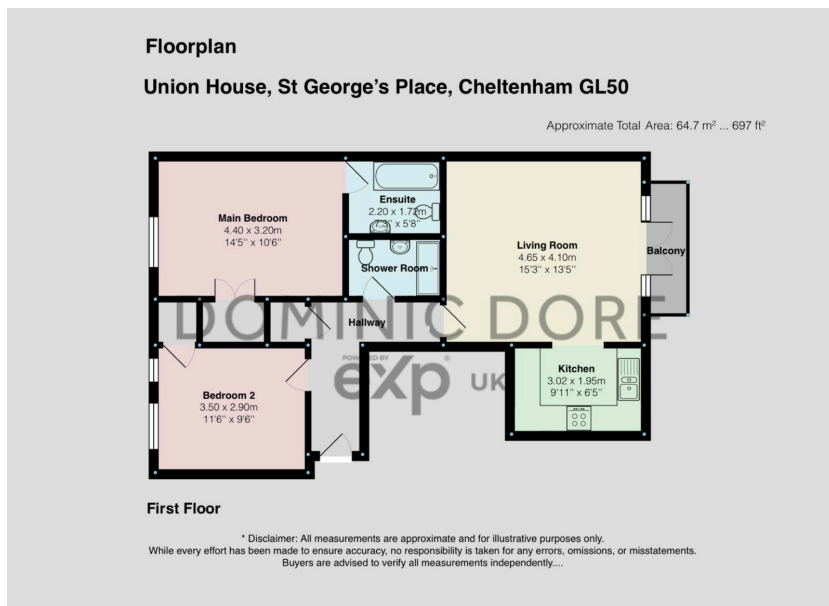 Floorplan
Union House, St George's Place, Cheltenham GL50
Approximate Total Area: 64.7 m² ... 697 ft²
Main Bedroom
4.40 x 3.20m
14'5" x 10'6"
Ensuite
2.20 x 1.72m
x 5'8"
Shower Room
Living Room
4.65 x 4.10m
15'3" x 13'5"
Balcony
Hallway
DOMINIC DORE
POWERED BY
exp® UK
Bedroom 2
3.50 x 2.90m
11'6" x 9'6"
Kitchen
3.02 x 1.95m
9'11" x 6'5"
First Floor
* Disclaimer: All measurements are approximate and for illustrative purposes only.
While every effort has been made to ensure accuracy, no responsibility is taken for any errors, omissions, or misstatements.
Buyers are advised to verify all measurements independently....